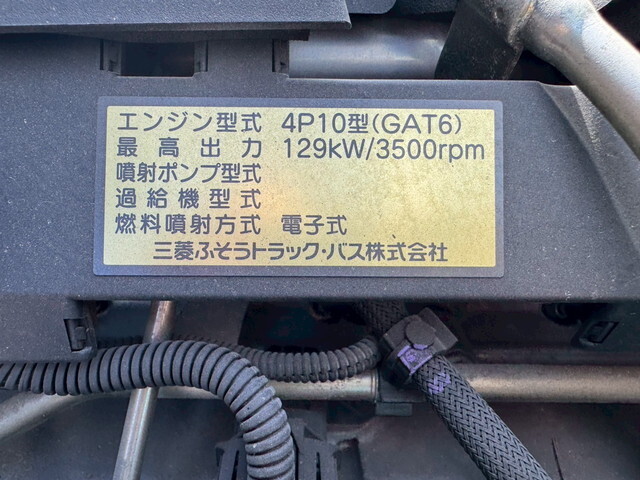 エンジン型式 4P10型(GAT6)
最高出力 129kW/3500rpm
噴射ポンプ型式
過給機型式
燃料噴射方式 電子式
三菱ふそうトラック・バス株式会社